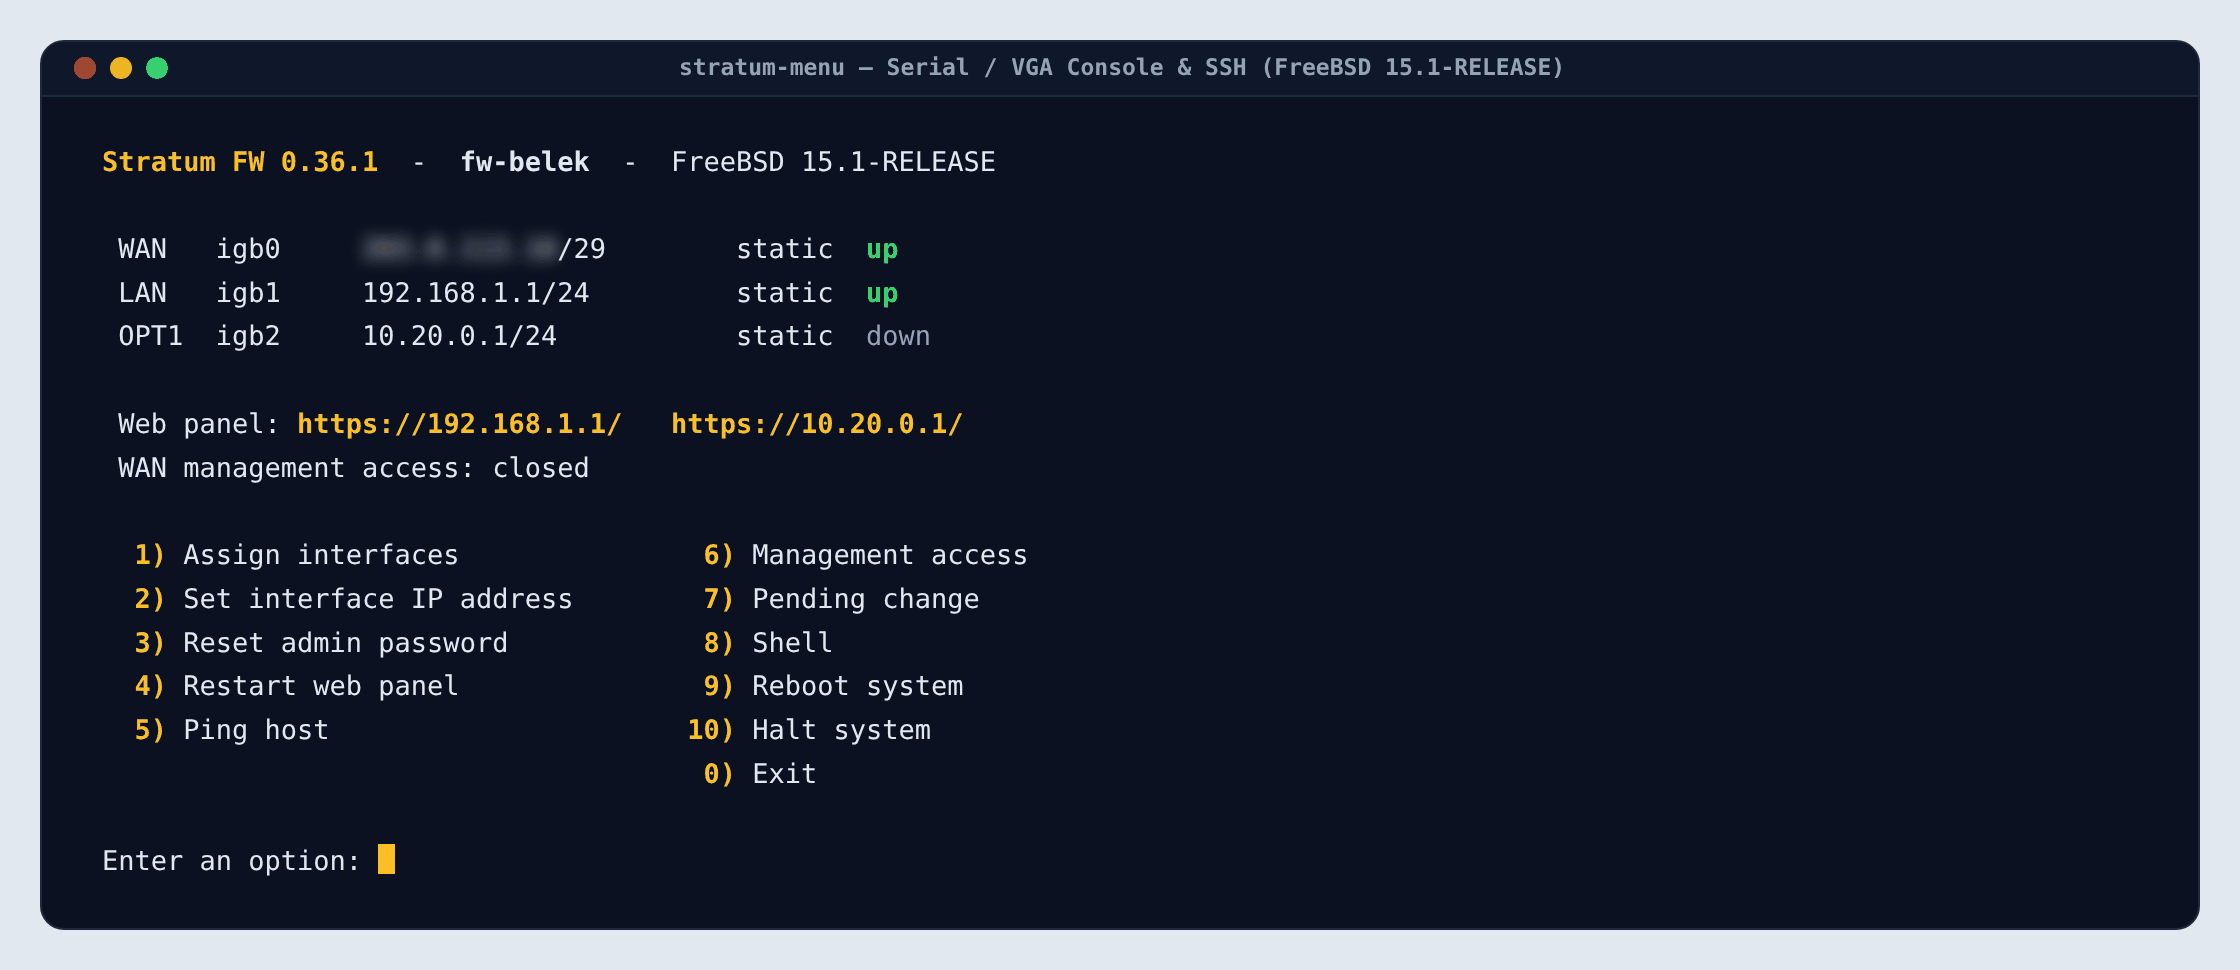 stratum-menu — Serial / VGA Console & SSH (FreeBSD 15.1-RELEASE)
Stratum FW 0.36.1 - fw-belek - FreeBSD 15.1-RELEASE
WAN igb0 /29 static up
LAN igb1 192.168.1.1/24 static up
OPT1 igb2 10.20.0.1/24 static down
Web panel: https://192.168.1.1/ https://10.20.0.1/
WAN management access: closed
1) Assign interfaces 6) Management access
2) Set interface IP address 7) Pending change
3) Reset admin password 8) Shell
4) Restart web panel 9) Reboot system
5) Ping host 10) Halt system
0) Exit
Enter an option: